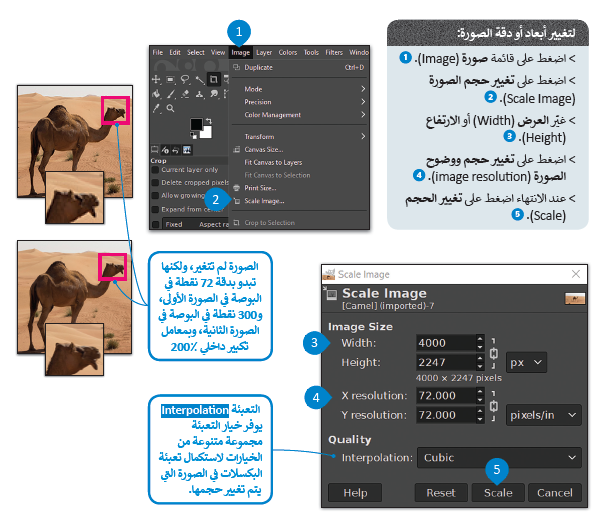 لتغيير أبعاد أو دقة الصورة:
> اضغط على قائمة صورة (Image). 1
> اضغط على تغيير حجم الصورة
(Scale Image). 2
> غيّر العرض (Width) أو الارتفاع
(Height). 3
> اضغط على تغيير حجم ووضوح
الصورة (image resolution). 4
> عند الانتهاء اضغط على تغيير الحجم
(Scale). 5
1
File Edit Select View Image Layer Colors Tools Filters Windo
Duplicate Ctrl+D
Mode
Precision
Color Management
Transform
Canvas Size...
Fit Canvas to Layers
Fit Canvas to Selection
Print Size...
2
Scale Image...
Crop to Selection
Crop
Current layer only
Delete cropped pixels
Allow growing
Expand from center
Fixed Aspect ra
الصورة لم تتغير، ولكنها
تبدو بدقة 72 نقطة في
البوصة في الصورة الأولى،
و300 نقطة في البوصة في
الصورة الثانية، وبمعامل
تكبير داخلي 200%
التعبئة Interpolation
يوفر خيار التعبئة
مجموعة متنوعة من
الخيارات لاستكمال تعبئة
البكسلات في الصورة التي
يتم تغيير حجمها.
Scale Image
Scale Image
[Camel] (imported)-7
Image Size
3 Width: 4000
Height: 2247 px
4000 × 2247 pixels
4 X resolution: 72.000
Y resolution: 72.000 pixels/in
Quality
Interpolation: Cubic
5
Help Reset Scale Cancel